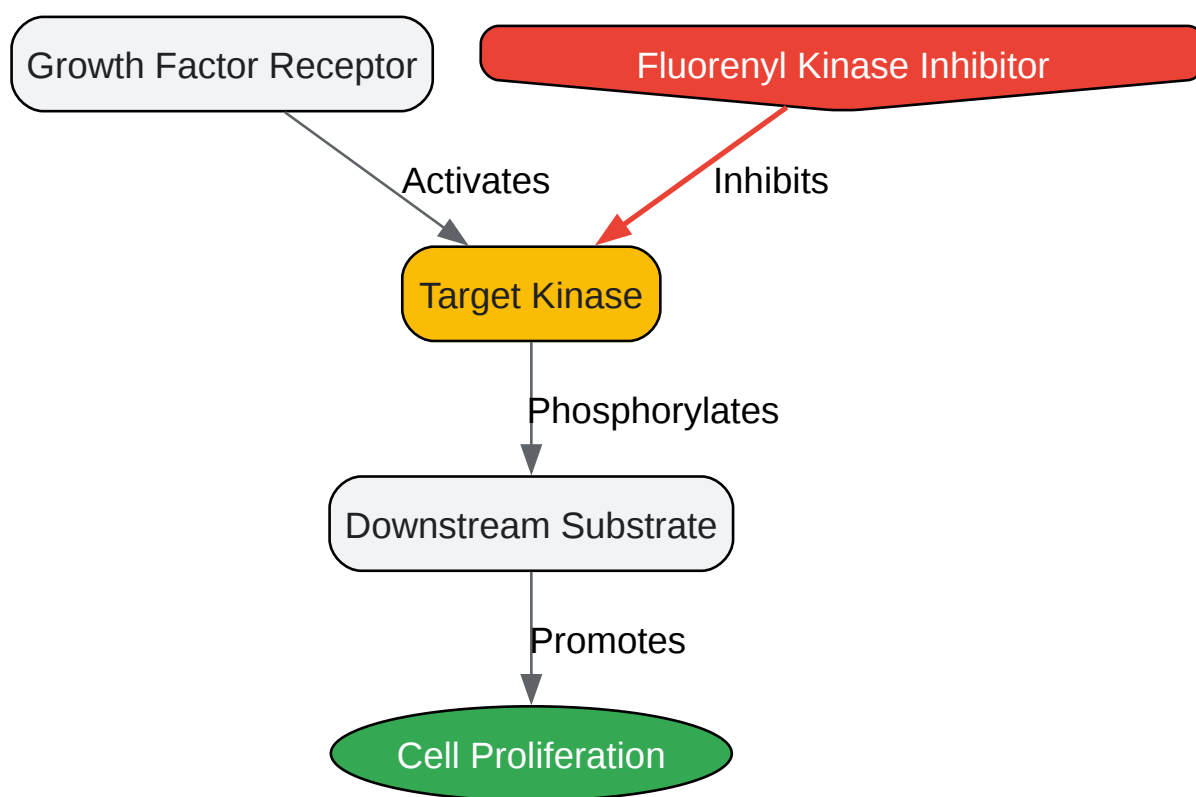 Growth Factor Receptor
Fluorenyl Kinase Inhibitor
Activates
Inhibits
Target Kinase
Phosphorylates
Downstream Substrate
Promotes
Cell Proliferation